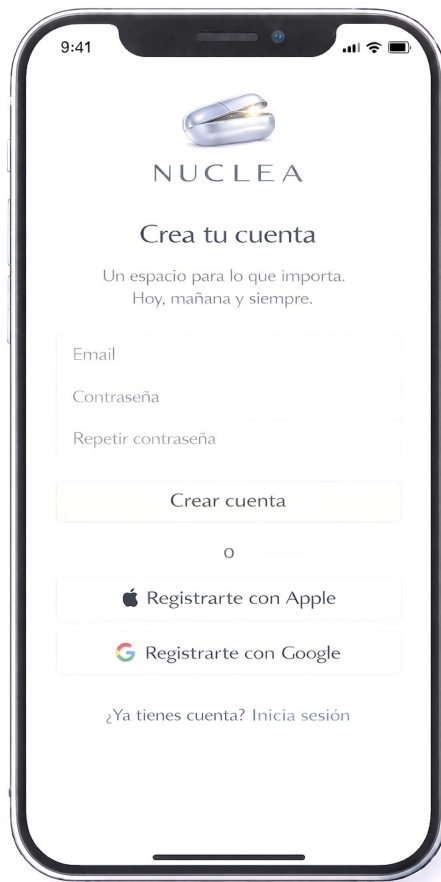 9:41
NUCLEA
Crea tu cuenta
Un espacio para lo que importa.
Hoy, mañana y siempre.
Email
Contraseña
Repetir contraseña
Crear cuenta
o
Registrarte con Apple
Registrarte con Google
¿Ya tienes cuenta? Inicia sesión